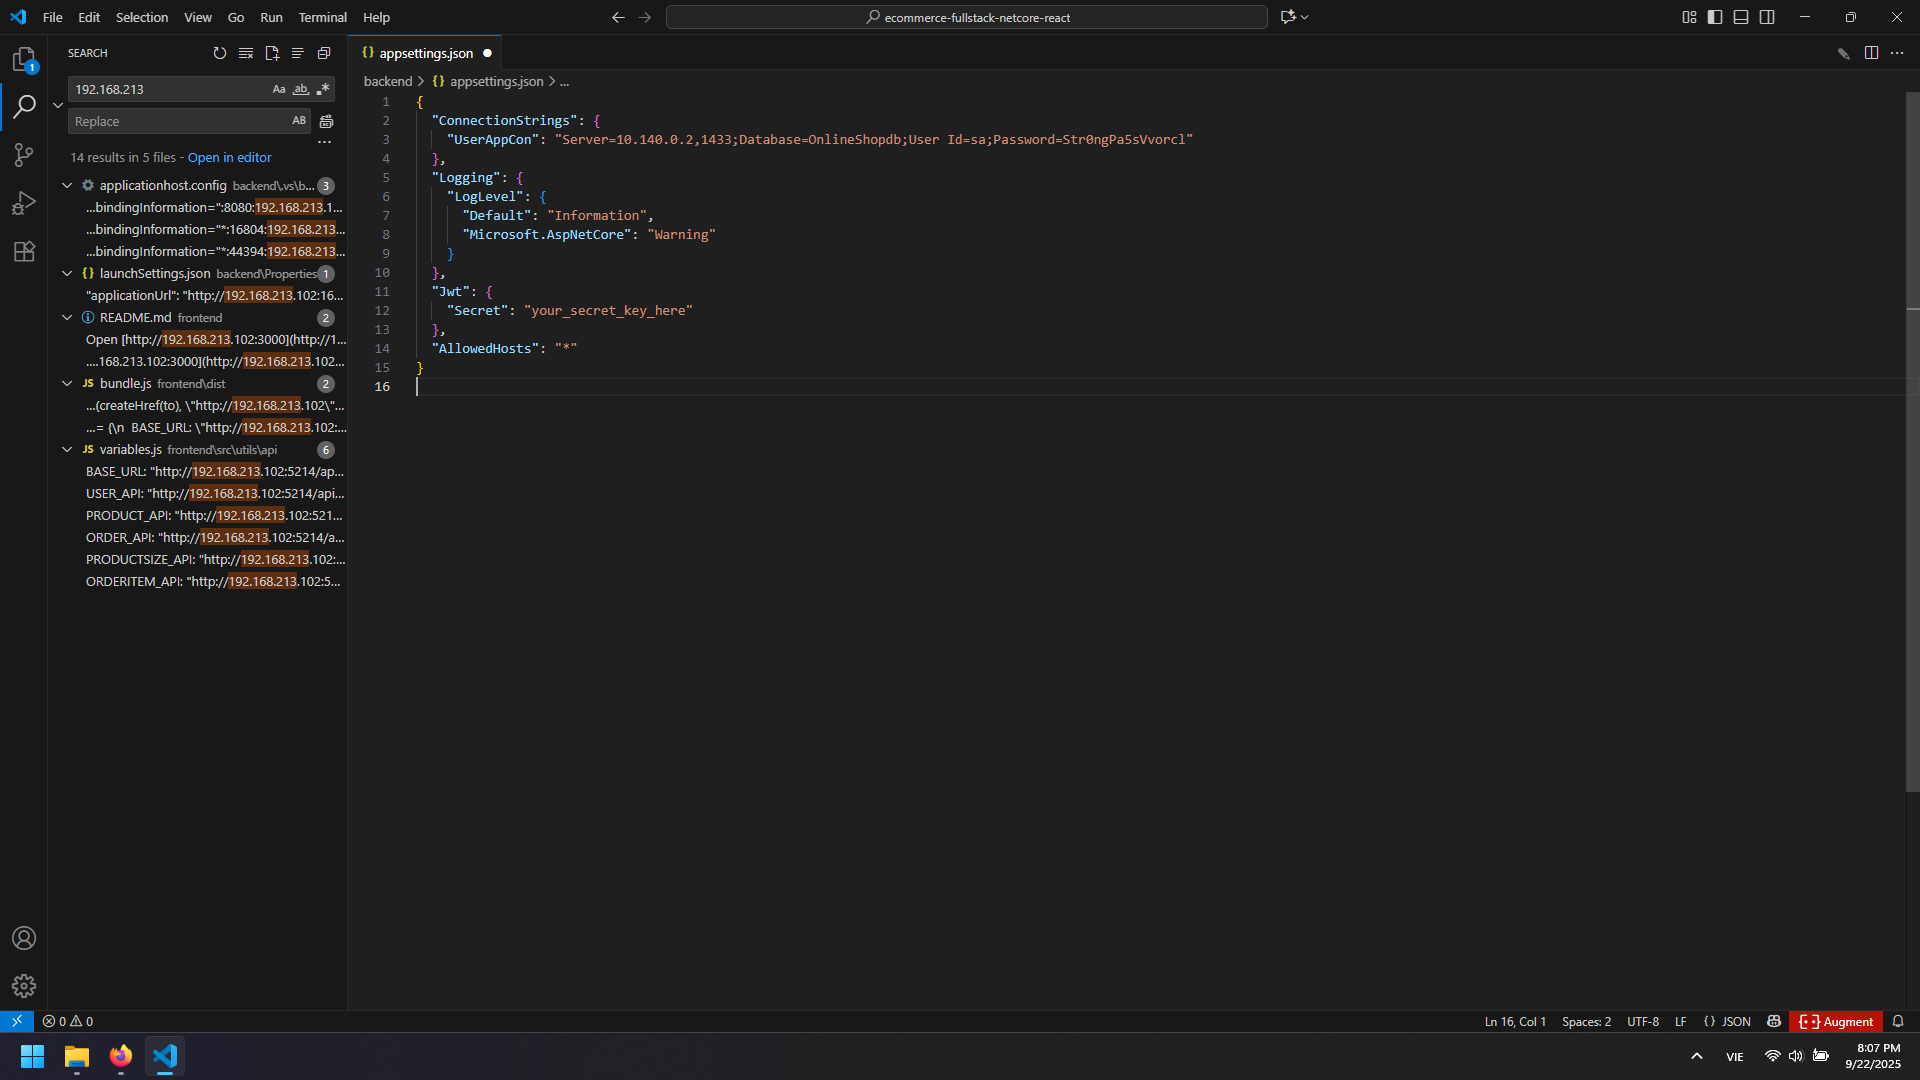 File Edit Selection View Go Run Terminal Help
ecommerce-fullstack-netcore-react
SEARCH
192.168.213
Aa ab .*
Replace
AB
14 results in 5 files - Open in editor
applicationhost.config backend\.vs\b... 3
...bindingInformation=":8080:192.168.213.1...
...bindingInformation="*:16804:192.168.213...
...bindingInformation="*:44394:192.168.213...
launchSettings.json backend\Properties 1
"applicationUrl": "http://192.168.213.102:16...
README.md frontend 2
Open [http://192.168.213.102:3000](http://1...
....168.213.102:3000](http://192.168.213.102...
JS bundle.js frontend\dist 2
...(createHref(to), \"http://192.168.213.102\"...
...= {\n BASE_URL: \"http://192.168.213.102:...
JS variables.js frontend\src\utils\api 6
BASE_URL: "http://192.168.213.102:5214/ap...
USER_API: "http://192.168.213.102:5214/api...
PRODUCT_API: "http://192.168.213.102:521...
ORDER_API: "http://192.168.213.102:5214/a...
PRODUCTSIZE_API: "http://192.168.213.102:...
ORDERITEM_API: "http://192.168.213.102:5...
{} appsettings.json
backend > {} appsettings.json > ...
1 {
2 "ConnectionStrings": {
3 "UserAppCon": "Server=10.140.0.2,1433;Database=OnlineShopdb;User Id=sa;Password=Str0ngPa5sVvorcl"
4 },
5 "Logging": {
6 "LogLevel": {
7 "Default": "Information",
8 "Microsoft.AspNetCore": "Warning"
9 }
10 },
11 "Jwt": {
12 "Secret": "your_secret_key_here"
13 },
14 "AllowedHosts": "*"
15 }
16
1
0 0
Ln 16, Col 1 Spaces: 2 UTF-8 LF {} JSON Augment
VIE
8:07 PM
9/22/2025